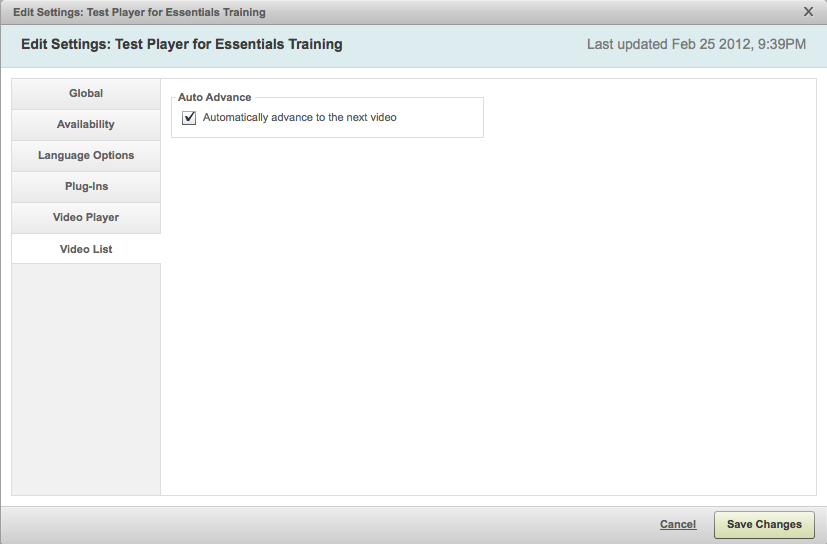 Edit Settings: Test Player for Essentials Training
Edit Settings: Test Player for Essentials Training
Last updated Feb 25 2012, 9:39PM
Global
Availability
Language Options
Plug-Ins
Video Player
Video List
Auto Advance
Automatically advance to the next video
Cancel
Save Changes